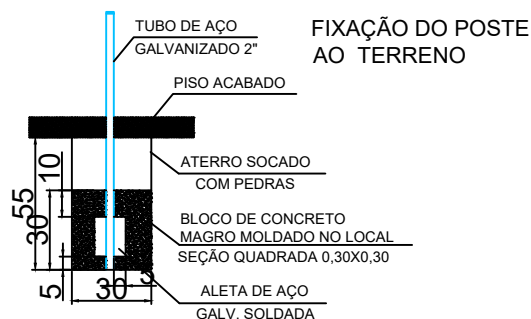 TUBO DE AÇO
GALVANIZADO 2"
FIXAÇÃO DO POSTE
AO TERRENO
PISO ACABADO
ATERRO SOCADO
COM PEDRAS
BLOCO DE CONCRETO
MAGRO MOLDADO NO LOCAL
SEÇÃO QUADRADA 0,30X0,30
ALETA DE AÇO
GALV. SOLDADA
55
30
10
5
30
5